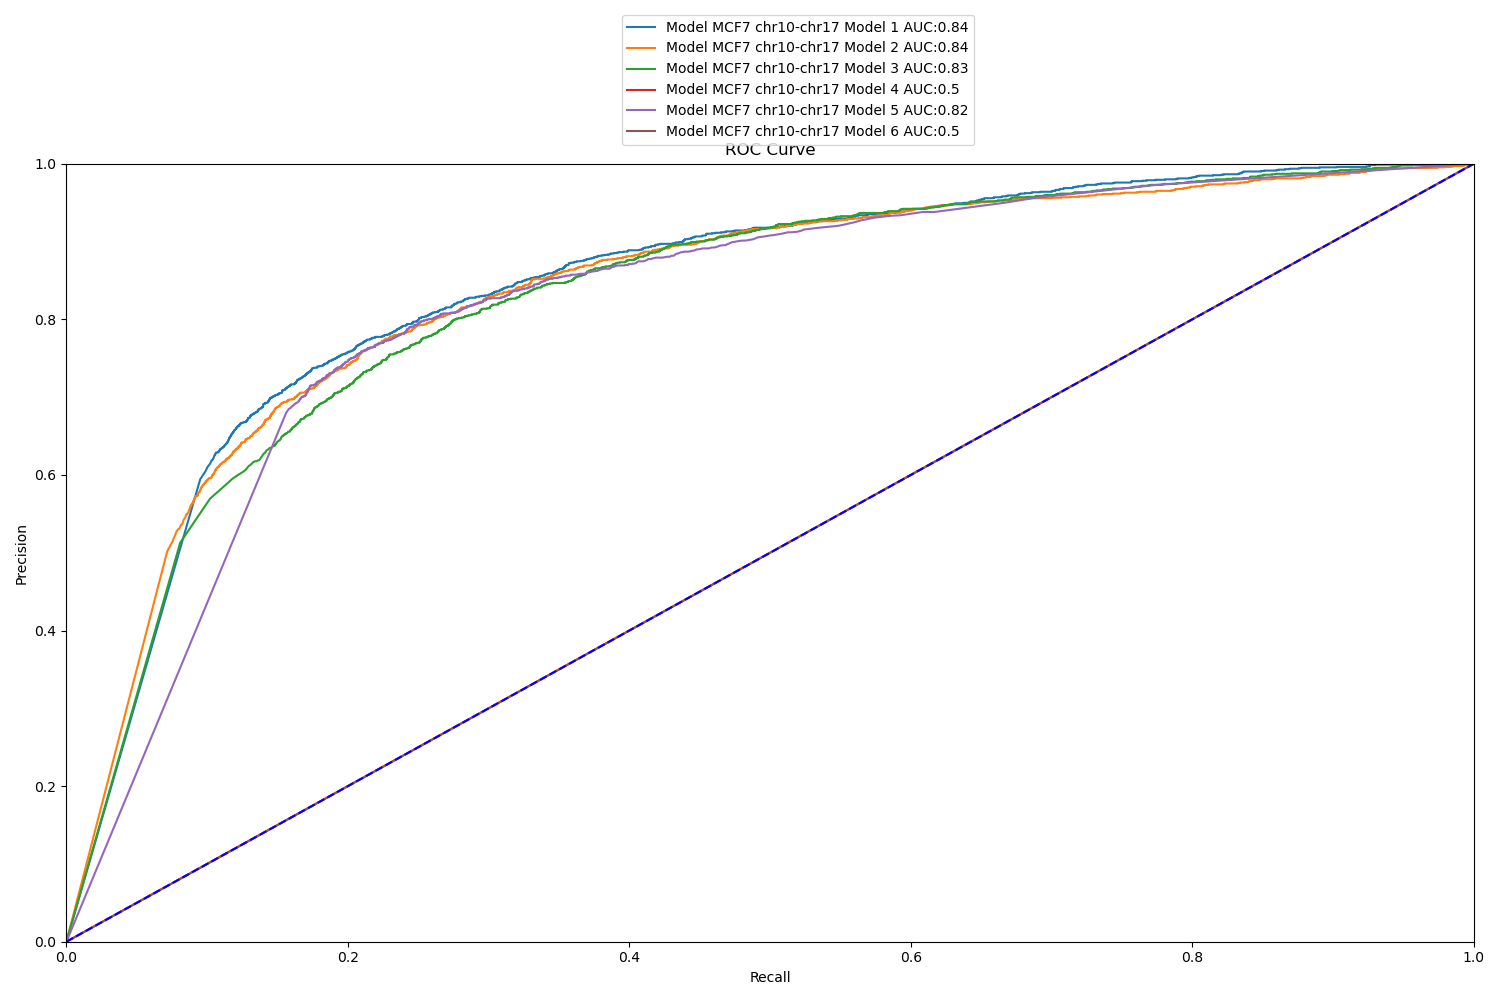 Model MCF7 chr10-chr17 Model 1 AUC:0.84
Model MCF7 chr10-chr17 Model 2 AUC:0.84
Model MCF7 chr10-chr17 Model 3 AUC:0.83
Model MCF7 chr10-chr17 Model 4 AUC:0.5
Model MCF7 chr10-chr17 Model 5 AUC:0.82
Model MCF7 chr10-chr17 Model 6 AUC:0.5
ROC Curve
1.0
0.8
0.6
0.4
0.2
0.0
Precision
0.0 0.2 0.4 0.6 0.8 1.0
Recall